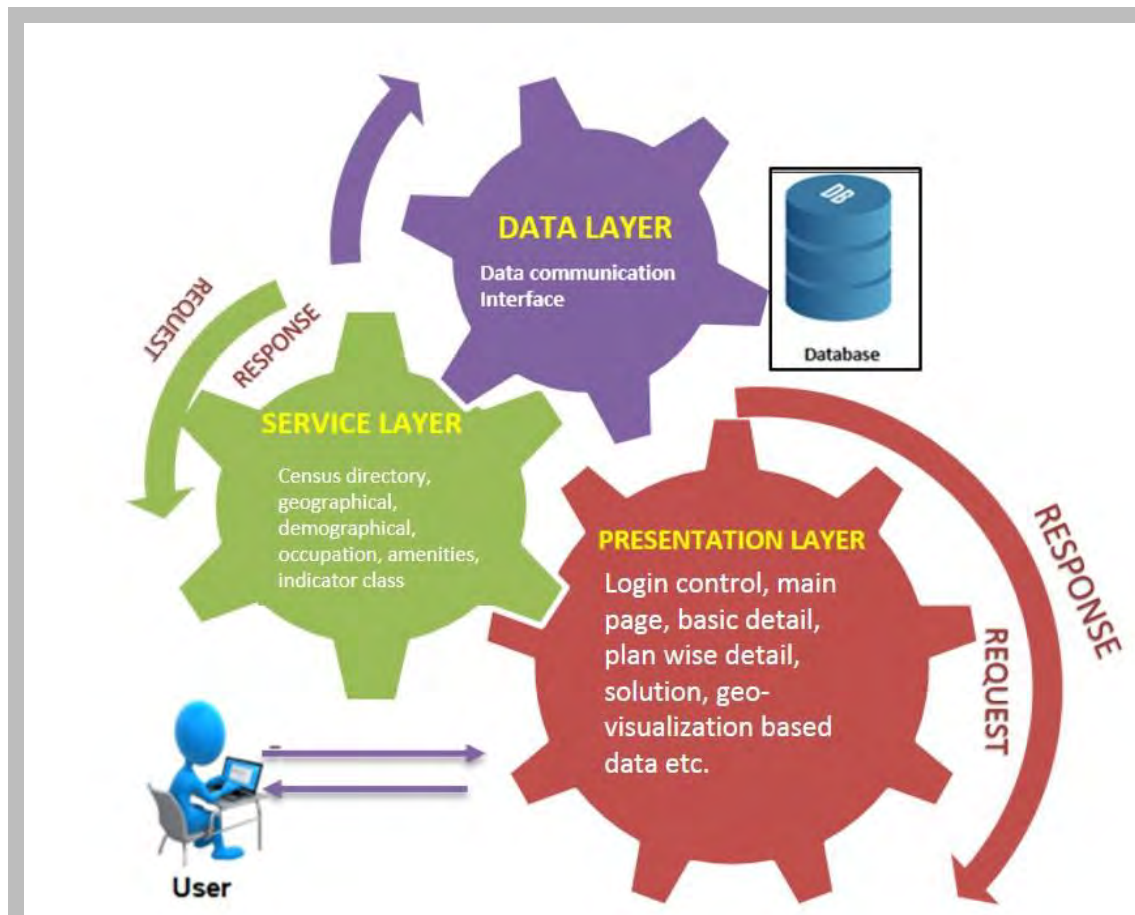 DATA LAYER
Data communication
Interface
DB
Database
REQUEST
RESPONSE
SERVICE LAYER
Census directory,
geographical,
demographical,
occupation, amenities,
indicator class
PRESENTATION LAYER
Login control, main
page, basic detail,
plan wise detail,
solution, geo-
visualization based
data etc.
REQUEST
RESPONSE
User